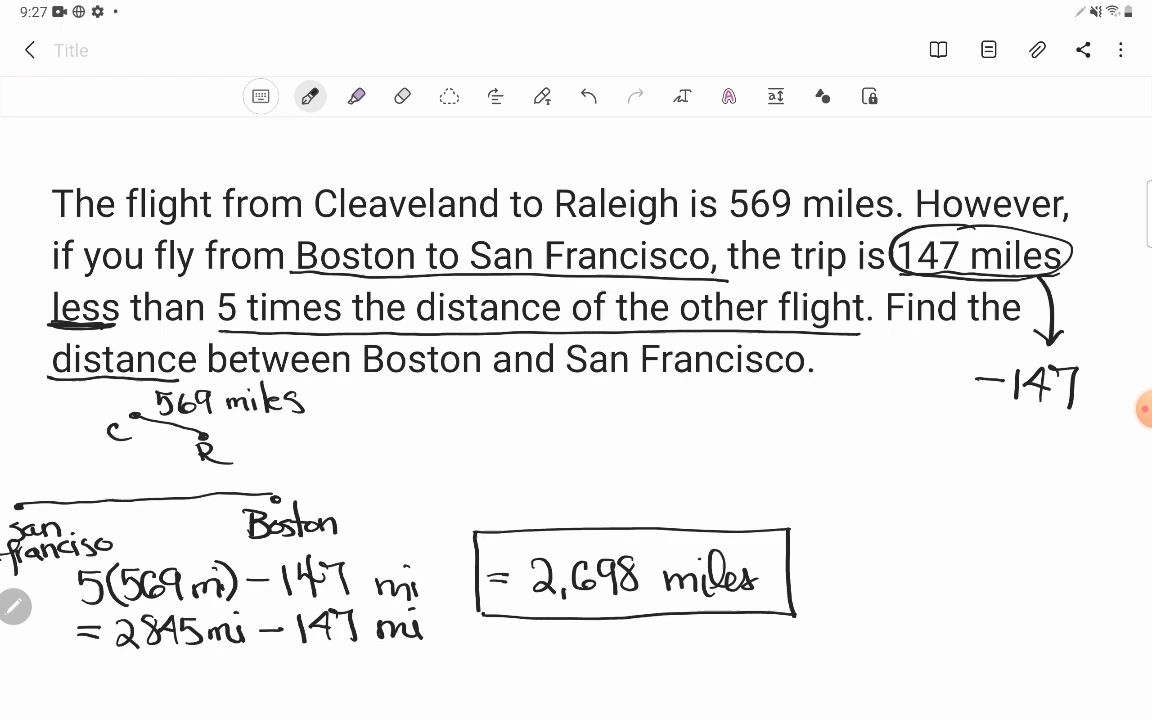 9:27
Title
The flight from Cleaveland to Raleigh is 569 miles. However,
if you fly from Boston to San Francisco, the trip is 147 miles
less than 5 times the distance of the other flight. Find the
distance between Boston and San Francisco.
-147
569 miles
C
R
San
franciso
Boston
5(569 mi) - 147 mi
= 2845 mi - 147 mi
= 2,698 miles